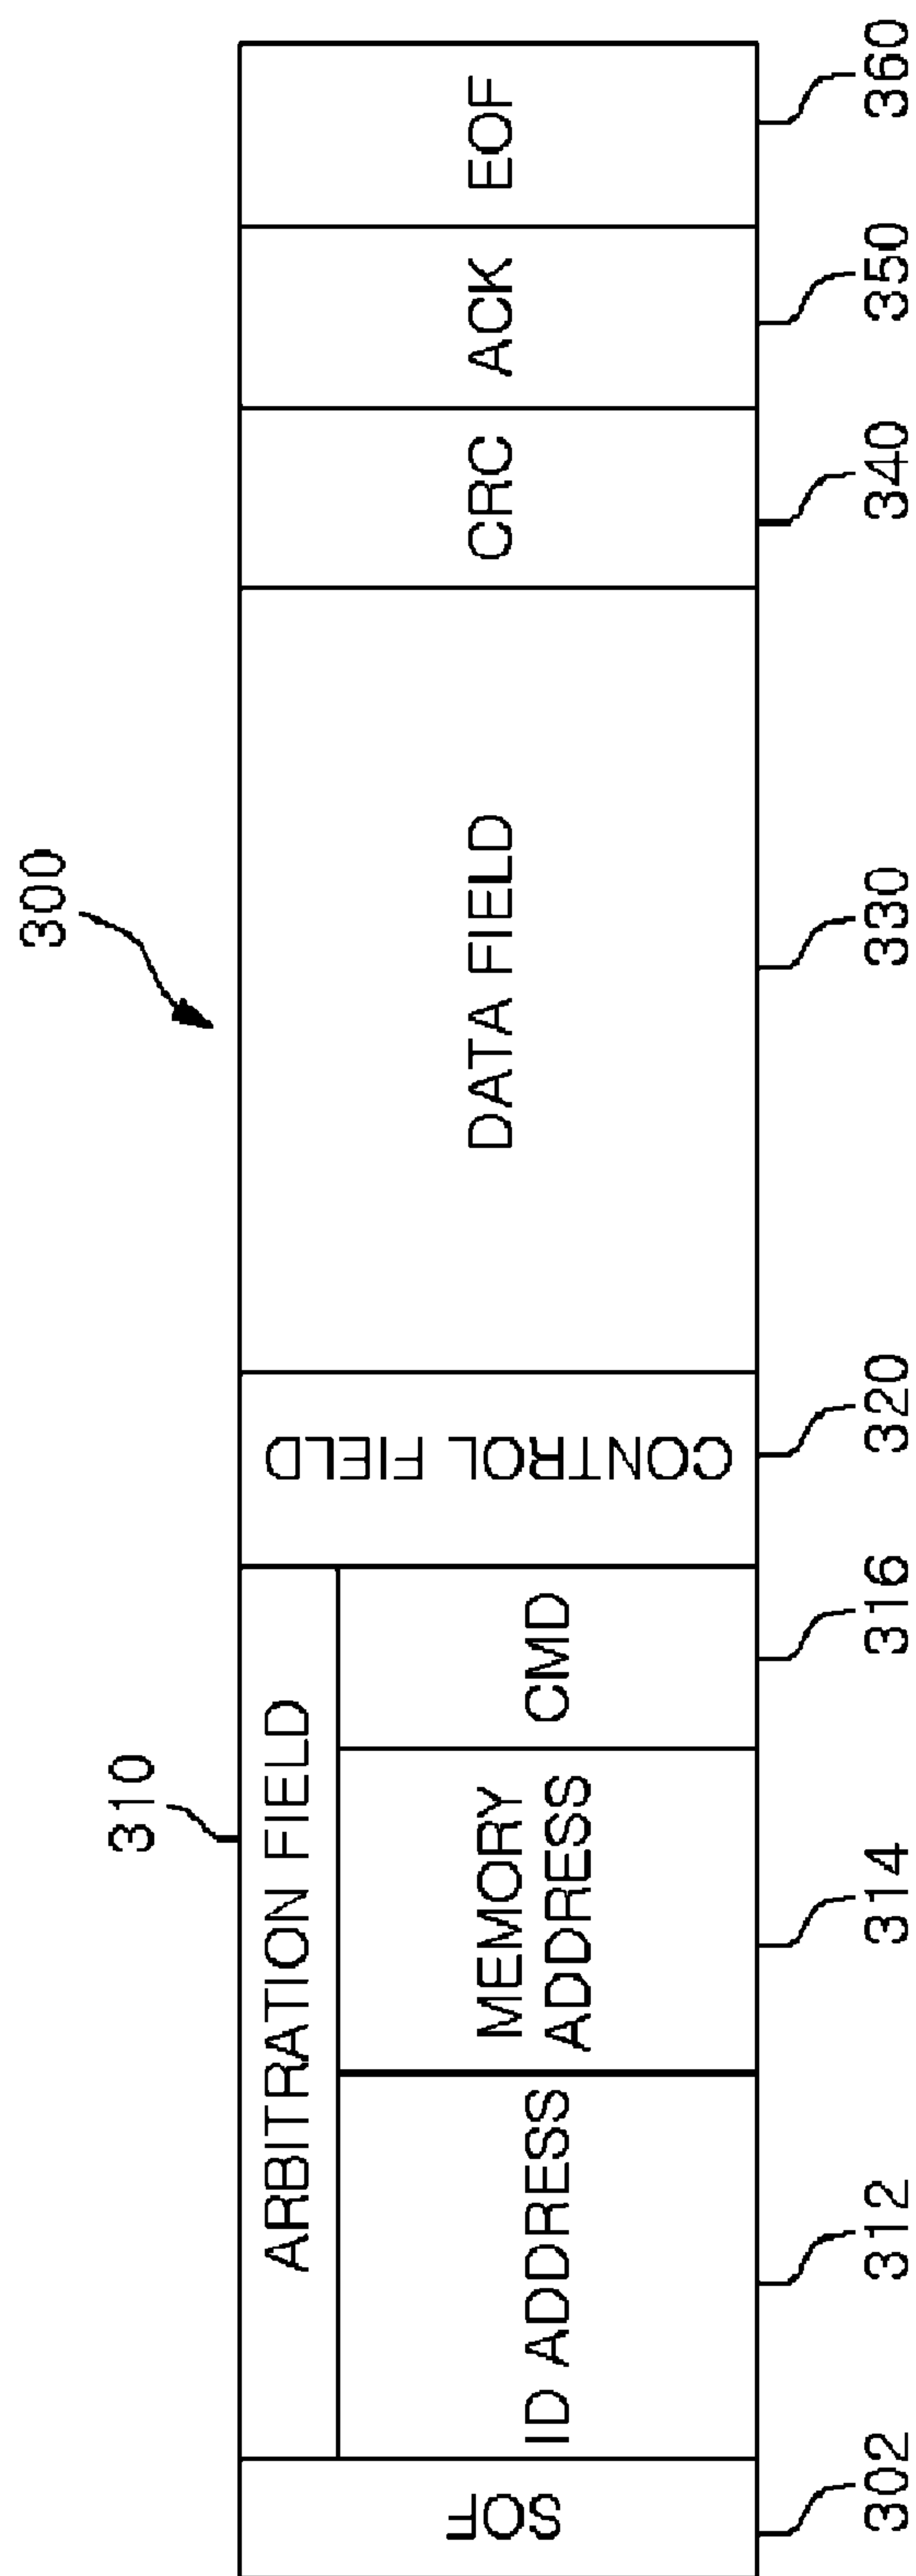 300
310
ARBITRATION FIELD
SOF
ID ADDRESS
MEMORY
ADDRESS
CMD
CONTROL FIELD
DATA FIELD
CRC
ACK
EOF
302
312
314
316
320
330
340
350
360